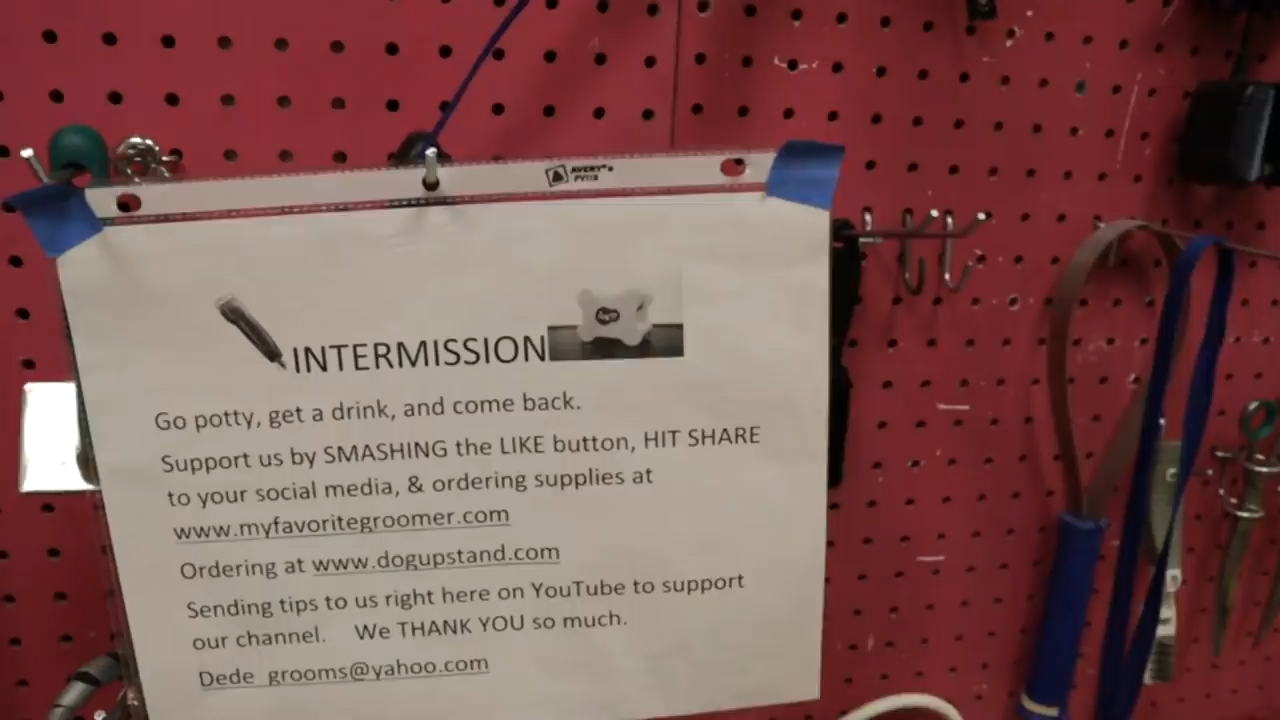 AVERY®
INTERMISSION
Go potty, get a drink, and come back.
Support us by SMASHING the LIKE button, HIT SHARE
to your social media, & ordering supplies at
www.myfavoritegroomer.com
Ordering at www.dogupstand.com
Sending tips to us right here on YouTube to support
our channel. We THANK YOU so much.
Dede_grooms@yahoo.com